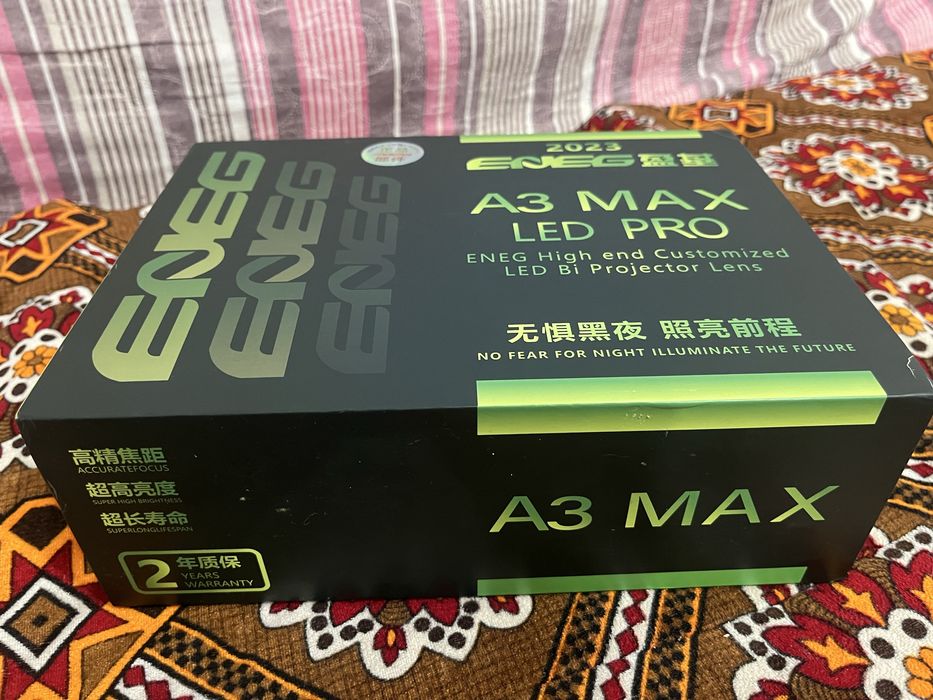 ENEG
ENEG
ENEG
部件
2023
ENEG
A3 MAX
LED PRO
ENEG High end Customized
LED Bi Projector Lens
无惧黑夜 照亮前程
NO FEAR FOR NIGHT ILLUMINATE THE FUTURE
高精焦距
ACCURATEFOCUS
超高亮度
SUPER HIGH BRIGHTNESS
超长寿命
SUPERLONGLIFESPAN
2 年质保
YEARS
WARRANTY
A3 MAX